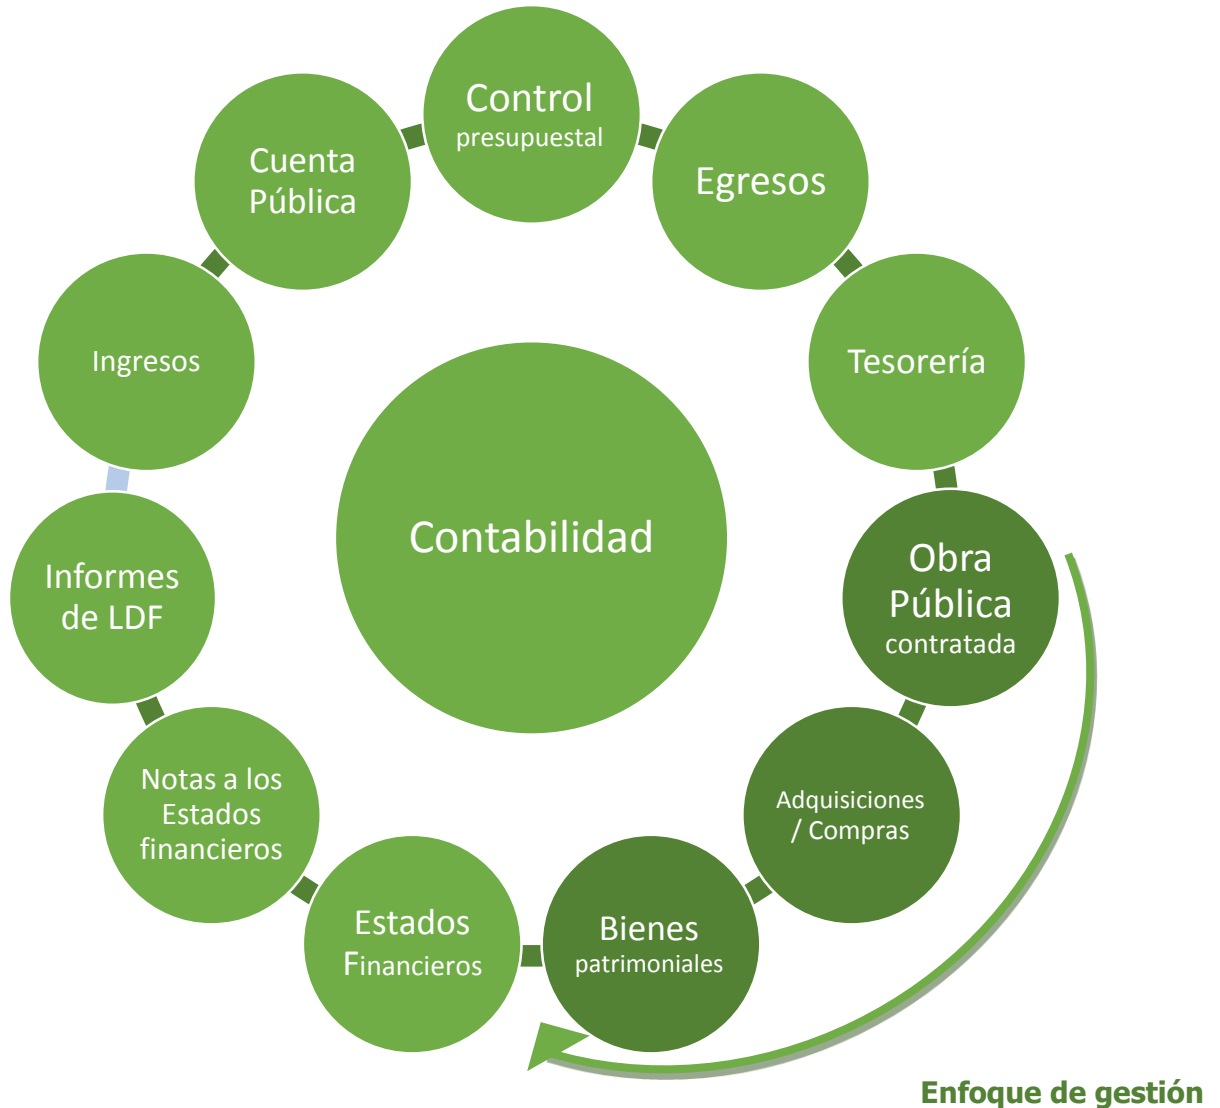 Control
presupuestal
Egresos
Tesorería
Obra
Pública
contratada
Adquisiciones
/ Compras
Bienes
patrimoniales
Estados
Financieros
Notas a los
Estados
financieros
Informes
de LDF
Ingresos
Cuenta
Pública
Contabilidad
Enfoque de gestión